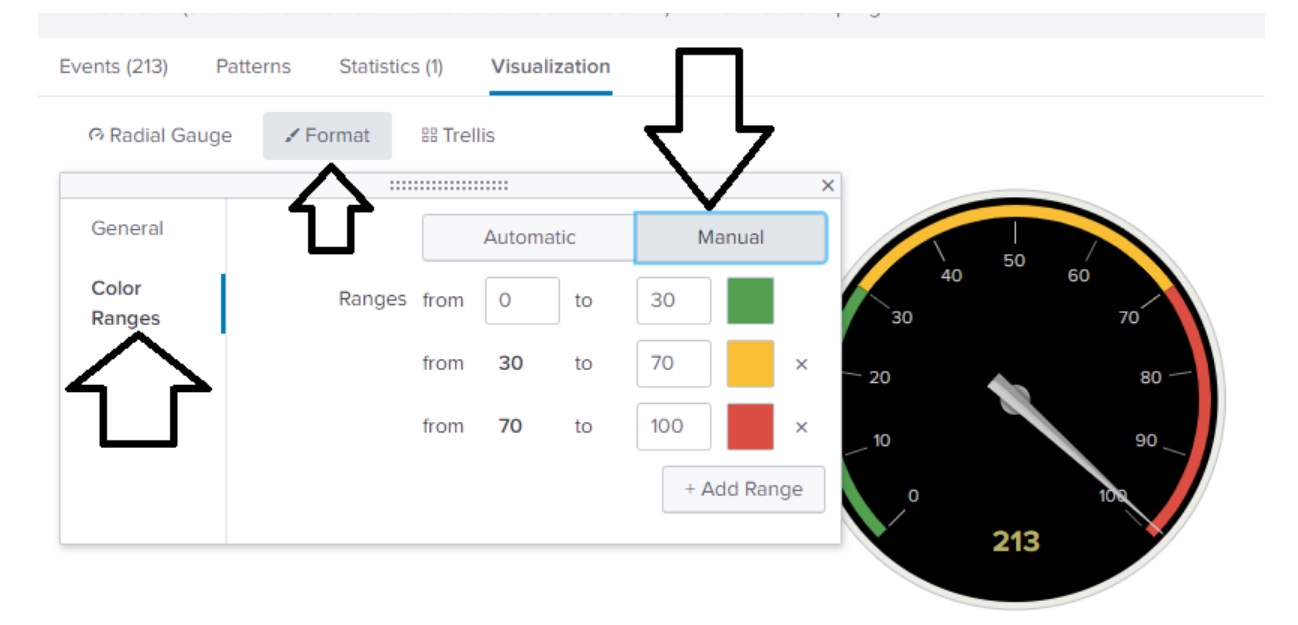 Events (213) Patterns Statistics (1) Visualization
Radial Gauge Format Trellis
×
General Automatic Manual
Color
Ranges
Ranges from 0 to 30
from 30 to 70 ×
from 70 to 100 ×
+ Add Range
0
10
20
30
40
50
60
70
80
90
100
213